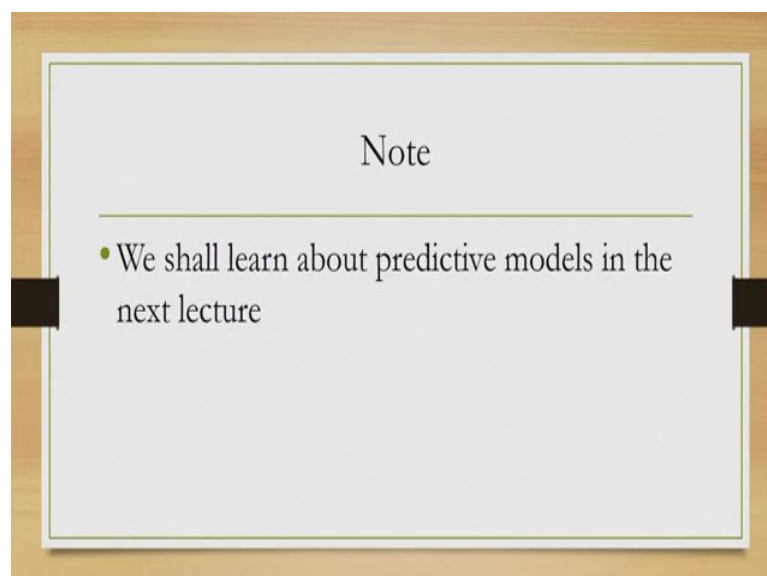 Note
• We shall learn about predictive models in the
next lecture